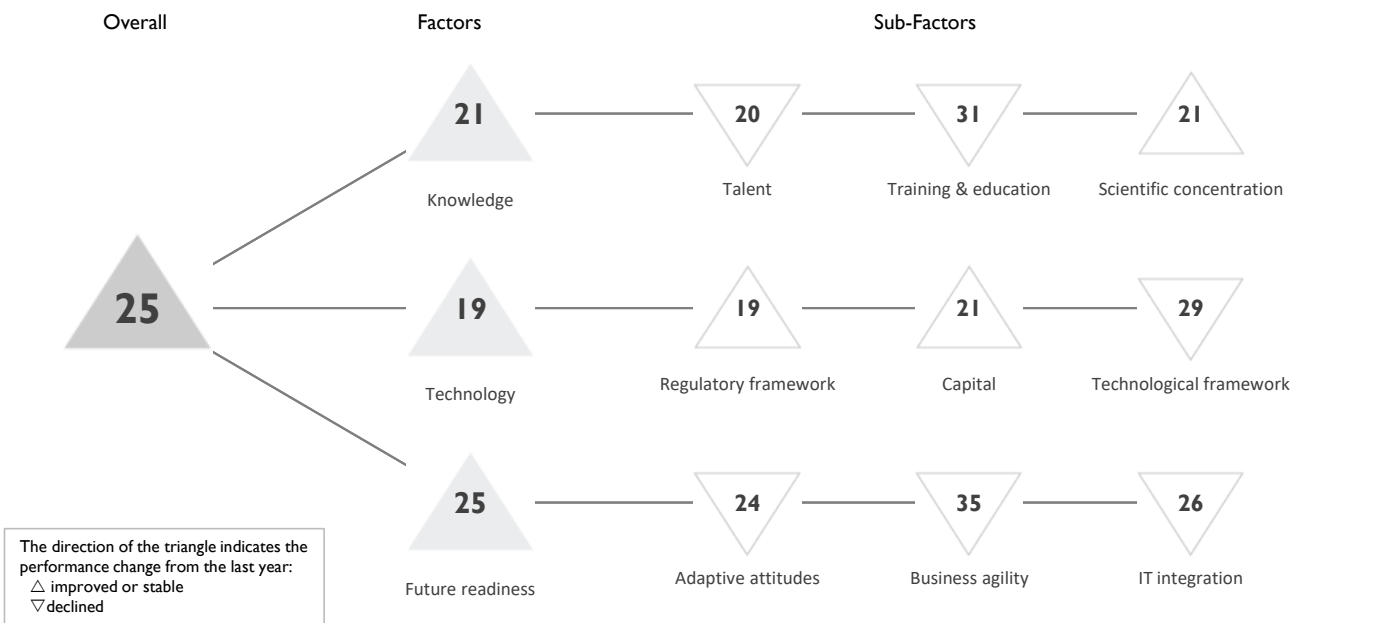 Overall Factors Sub-Factors
21 20 31 21
Knowledge Talent Training & education Scientific concentration
25
19 19 21 29
Technology Regulatory framework Capital Technological framework
25 24 35 26
Future readiness Adaptive attitudes Business agility IT integration
The direction of the triangle indicates the
performance change from the last year:
△ improved or stable
▽ declined